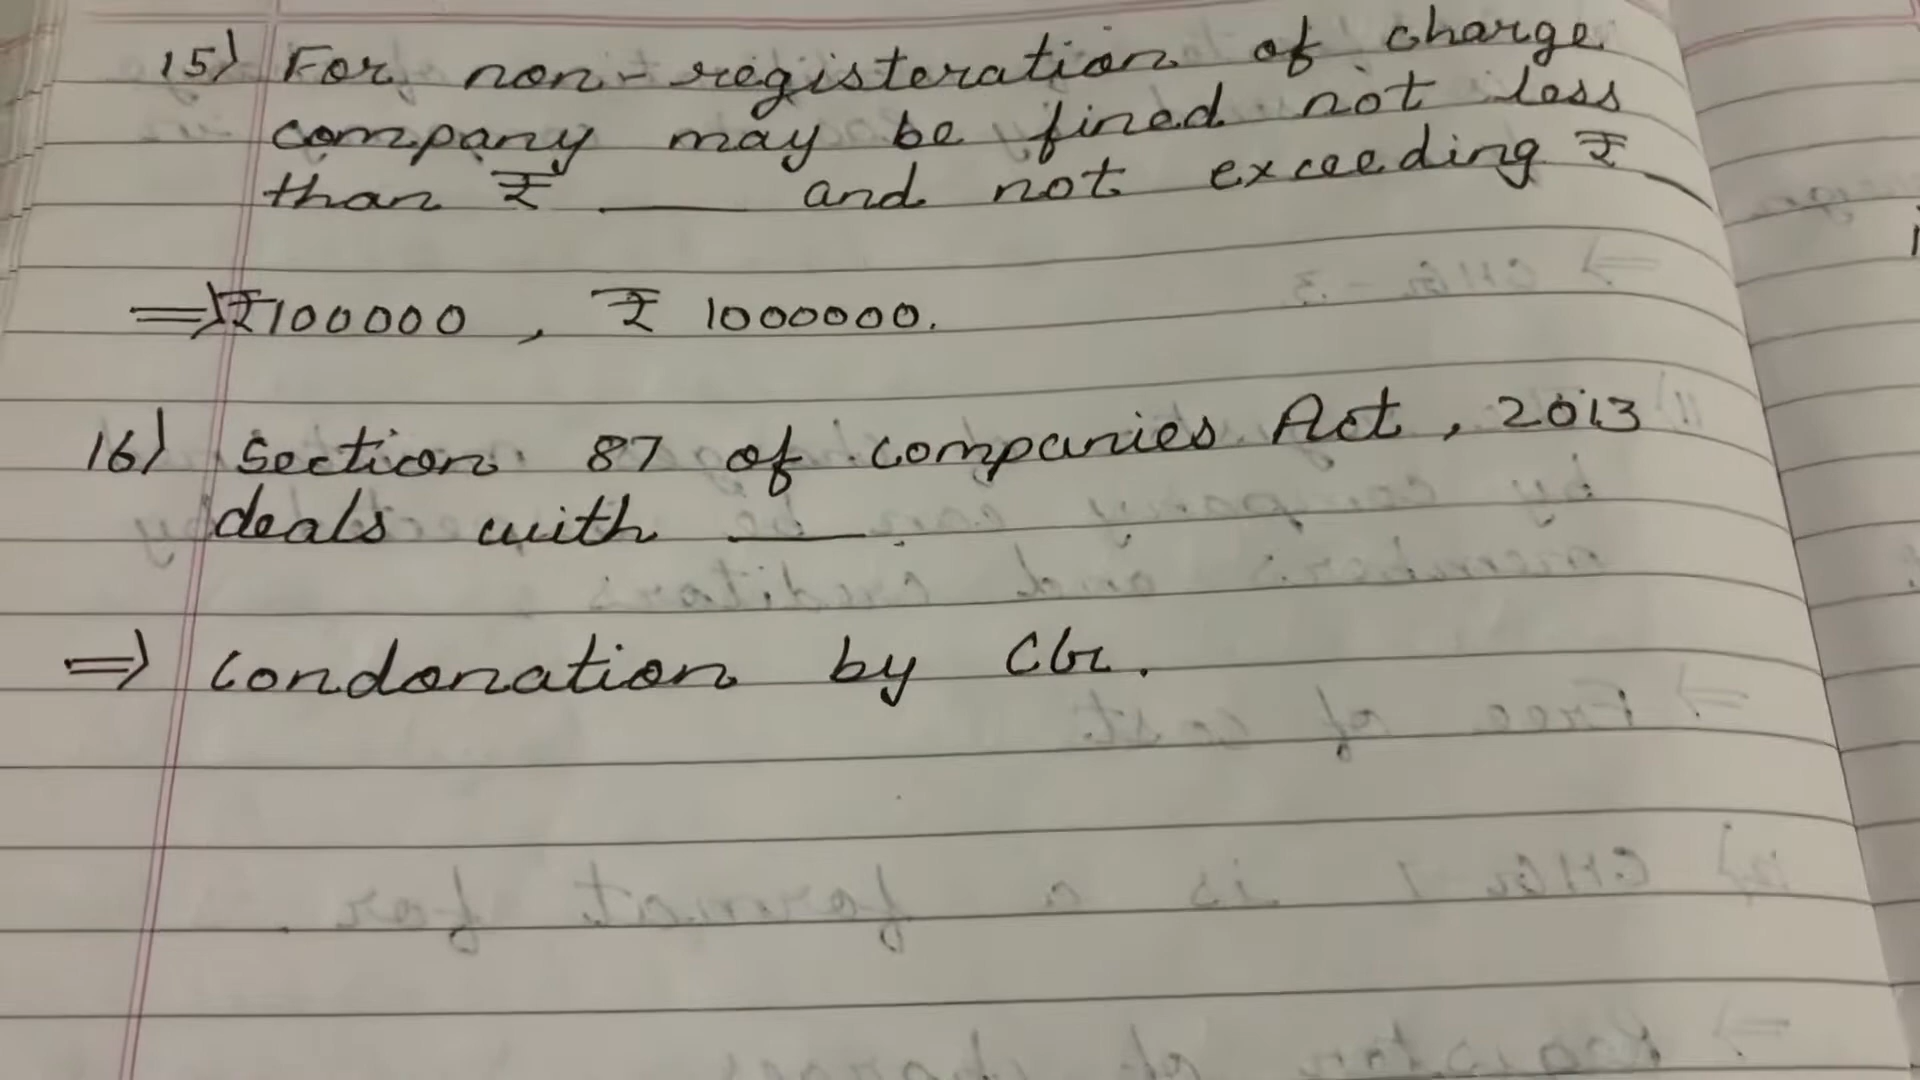 15) For non-registeration of charge
company may be fined not less
than ₹ ____ and not exceeding ₹ __
⇒ ₹100000, ₹ 1000000.
16) Section 87 of companies Act, 2013
deals with ____.
⇒ Condonation by CG.